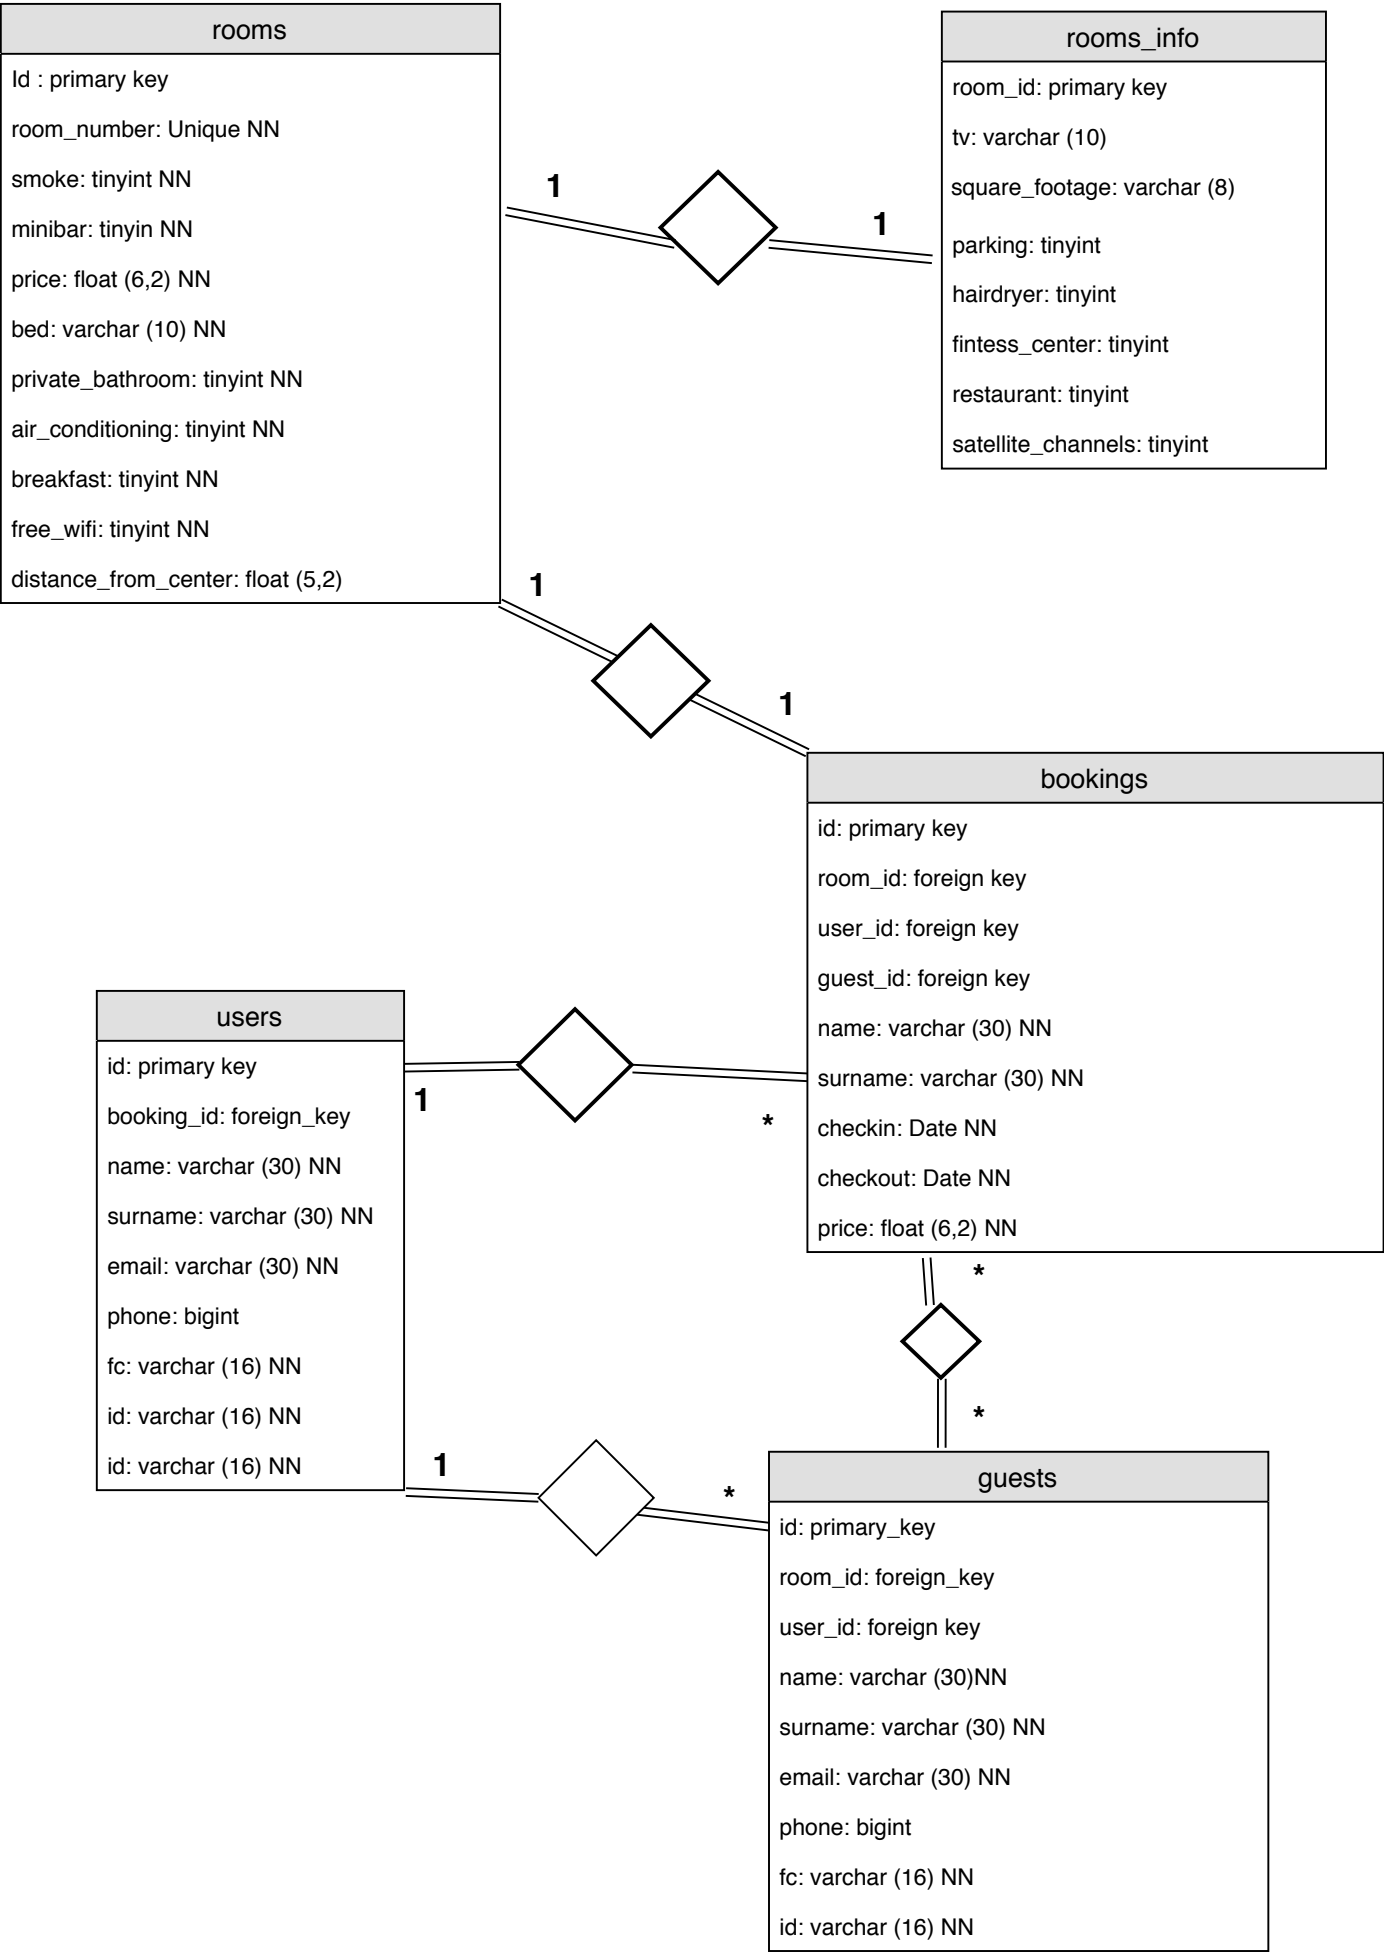 rooms
Id : primary key
room_number: Unique NN
smoke: tinyint NN
minibar: tinyin NN
price: float (6,2) NN
bed: varchar (10) NN
private_bathroom: tinyint NN
air_conditioning: tinyint NN
breakfast: tinyint NN
free_wifi: tinyint NN
distance_from_center: float (5,2)
1
1
rooms_info
room_id: primary key
tv: varchar (10)
square_footage: varchar (8)
parking: tinyint
hairdryer: tinyint
fintess_center: tinyint
restaurant: tinyint
satellite_channels: tinyint
1
1
bookings
id: primary key
room_id: foreign key
user_id: foreign key
guest_id: foreign key
name: varchar (30) NN
surname: varchar (30) NN
checkin: Date NN
checkout: Date NN
price: float (6,2) NN
users
id: primary key
booking_id: foreign_key
name: varchar (30) NN
surname: varchar (30) NN
email: varchar (30) NN
phone: bigint
fc: varchar (16) NN
id: varchar (16) NN
id: varchar (16) NN
1
*
*
*
1
*
guests
id: primary_key
room_id: foreign_key
user_id: foreign key
name: varchar (30)NN
surname: varchar (30) NN
email: varchar (30) NN
phone: bigint
fc: varchar (16) NN
id: varchar (16) NN